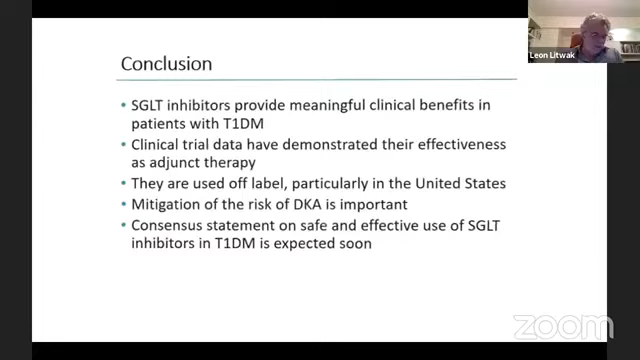 Leon Litwak
Conclusion
• SGLT inhibitors provide meaningful clinical benefits in
patients with T1DM
• Clinical trial data have demonstrated their effectiveness
as adjunct therapy
• They are used off label, particularly in the United States
• Mitigation of the risk of DKA is important
• Consensus statement on safe and effective use of SGLT
inhibitors in T1DM is expected soon
zoom